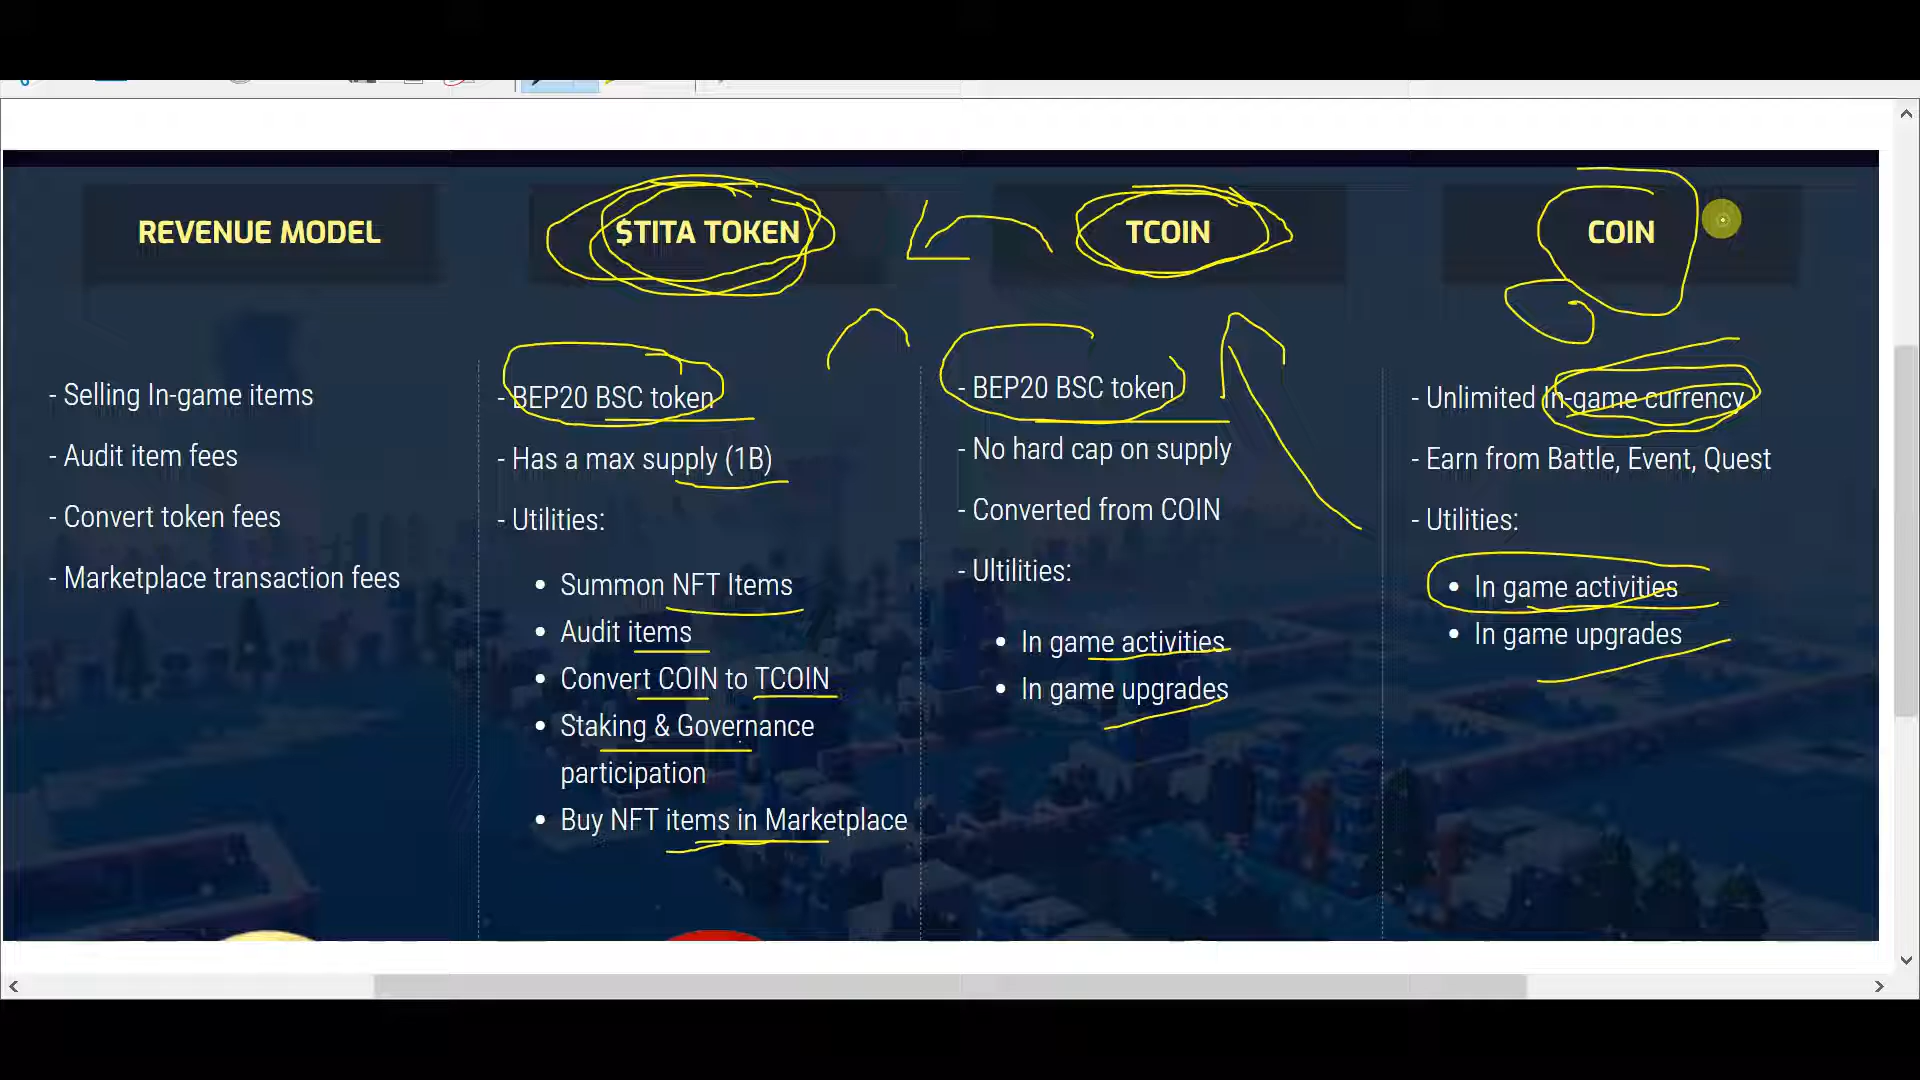 REVENUE MODEL
- Selling In-game items
- Audit item fees
- Convert token fees
- Marketplace transaction fees
$TITA TOKEN
- BEP20 BSC token
- Has a max supply (1B)
- Utilities:
• Summon NFT Items
• Audit items
• Convert COIN to TCOIN
• Staking & Governance
participation
• Buy NFT items in Marketplace
TCOIN
- BEP20 BSC token
- No hard cap on supply
- Converted from COIN
- Ultilities:
• In game activities
• In game upgrades
COIN
- Unlimited In-game currency
- Earn from Battle, Event, Quest
- Utilities:
• In game activities
• In game upgrades